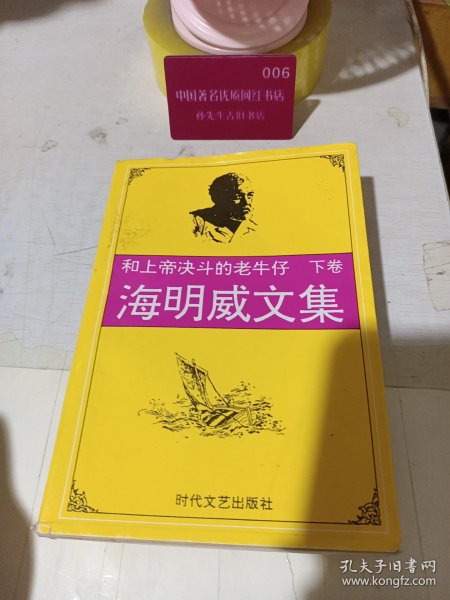 006
中国著名优质网红书店
孙先生古旧书店
和上帝决斗的老牛仔 下卷
海明威文集
时代文艺出版社
孔夫子旧书网
www.kongfz.com